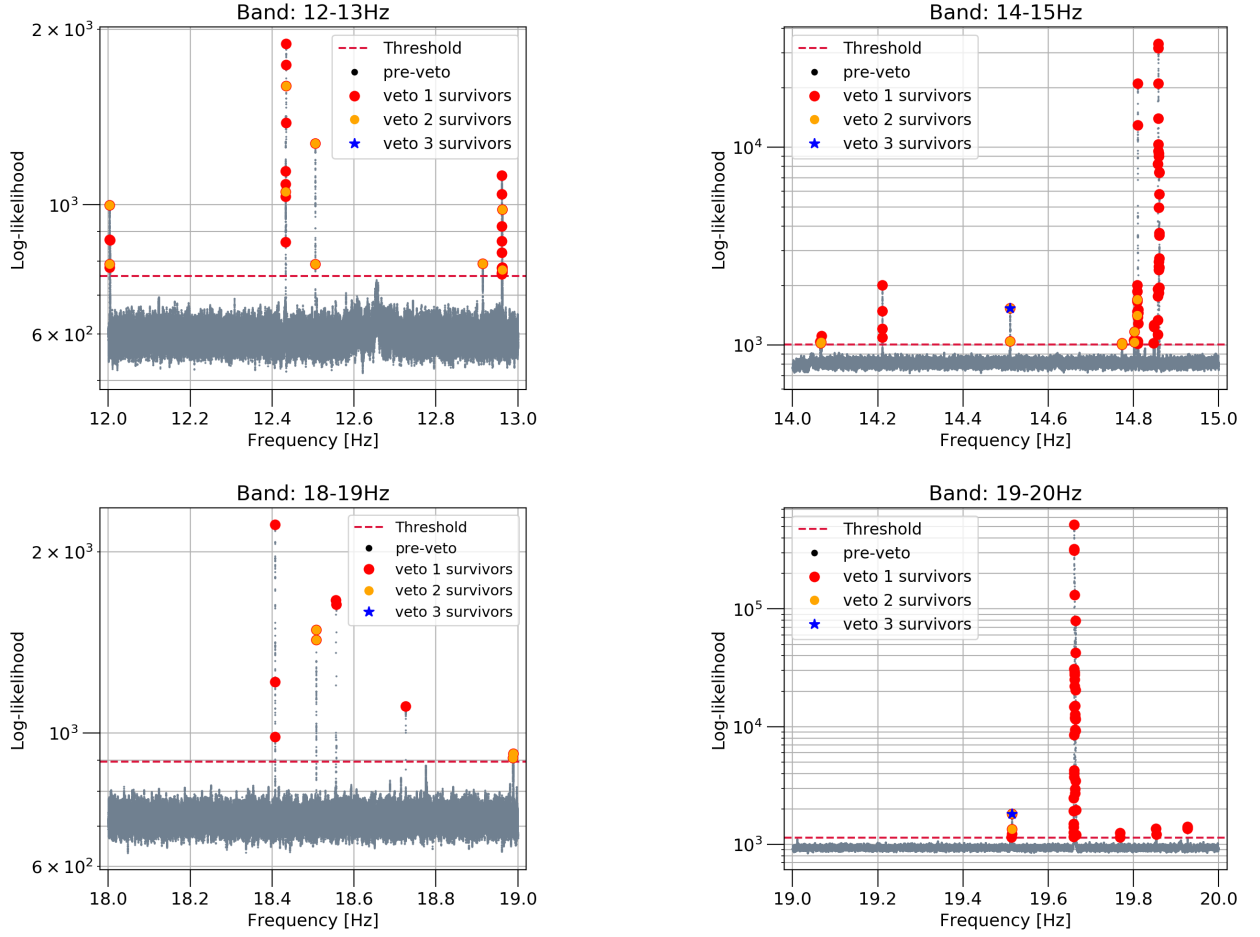 Band: 12-13Hz
2 × 10³
10³
6 × 10²
Log-likelihood
Threshold
pre-veto
veto 1 survivors
veto 2 survivors
veto 3 survivors
12.0 12.2 12.4 12.6 12.8 13.0
Frequency [Hz]
Band: 14-15Hz
10⁴
10³
Log-likelihood
Threshold
pre-veto
veto 1 survivors
veto 2 survivors
veto 3 survivors
14.0 14.2 14.4 14.6 14.8 15.0
Frequency [Hz]
Band: 18-19Hz
2 × 10³
10³
6 × 10²
Log-likelihood
Threshold
pre-veto
veto 1 survivors
veto 2 survivors
veto 3 survivors
18.0 18.2 18.4 18.6 18.8 19.0
Frequency [Hz]
Band: 19-20Hz
10⁵
10⁴
10³
Log-likelihood
Threshold
pre-veto
veto 1 survivors
veto 2 survivors
veto 3 survivors
19.0 19.2 19.4 19.6 19.8 20.0
Frequency [Hz]